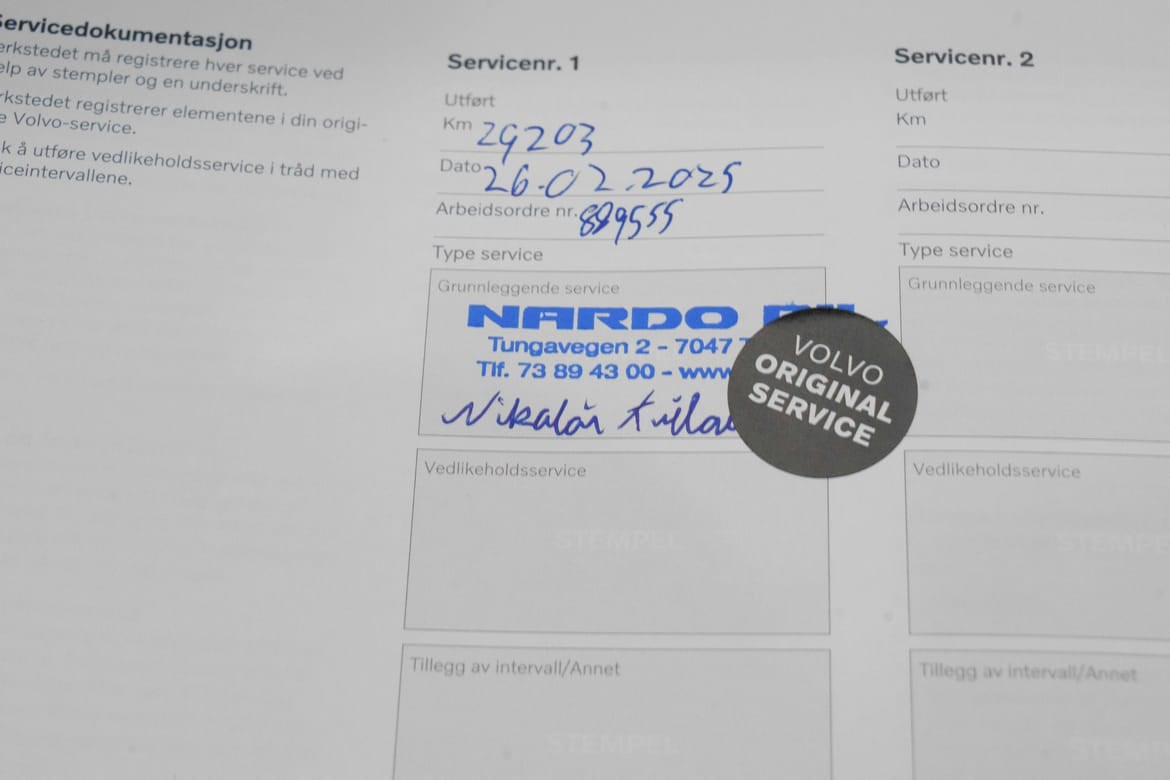 Servicedokumentasjon
erkstedet må registrere hver service ved
elp av stempler og en underskrift.
rkstedet registrerer elementene i din origi-
e Volvo-service.
k å utføre vedlikeholdsservice i tråd med
iceintervallene.
Servicenr. 1
Utført
Km 29203
Dato 26.02.2025
Arbeidsordre nr. 889555
Type service
Grunnleggende service
NARDO BIL
Tungavegen 2 - 7047
Tlf. 73 89 43 00 - www
VOLVO
ORIGINAL
SERVICE
Vedlikeholdsservice
STEMPEL
Tillegg av intervall/Annet
STEMPEL
Servicenr. 2
Utført
Km
Dato
Arbeidsordre nr.
Type service
Grunnleggende service
STEMPEL
Vedlikeholdsservice
STEMPE
Tillegg av intervall/Annet
STEMPE